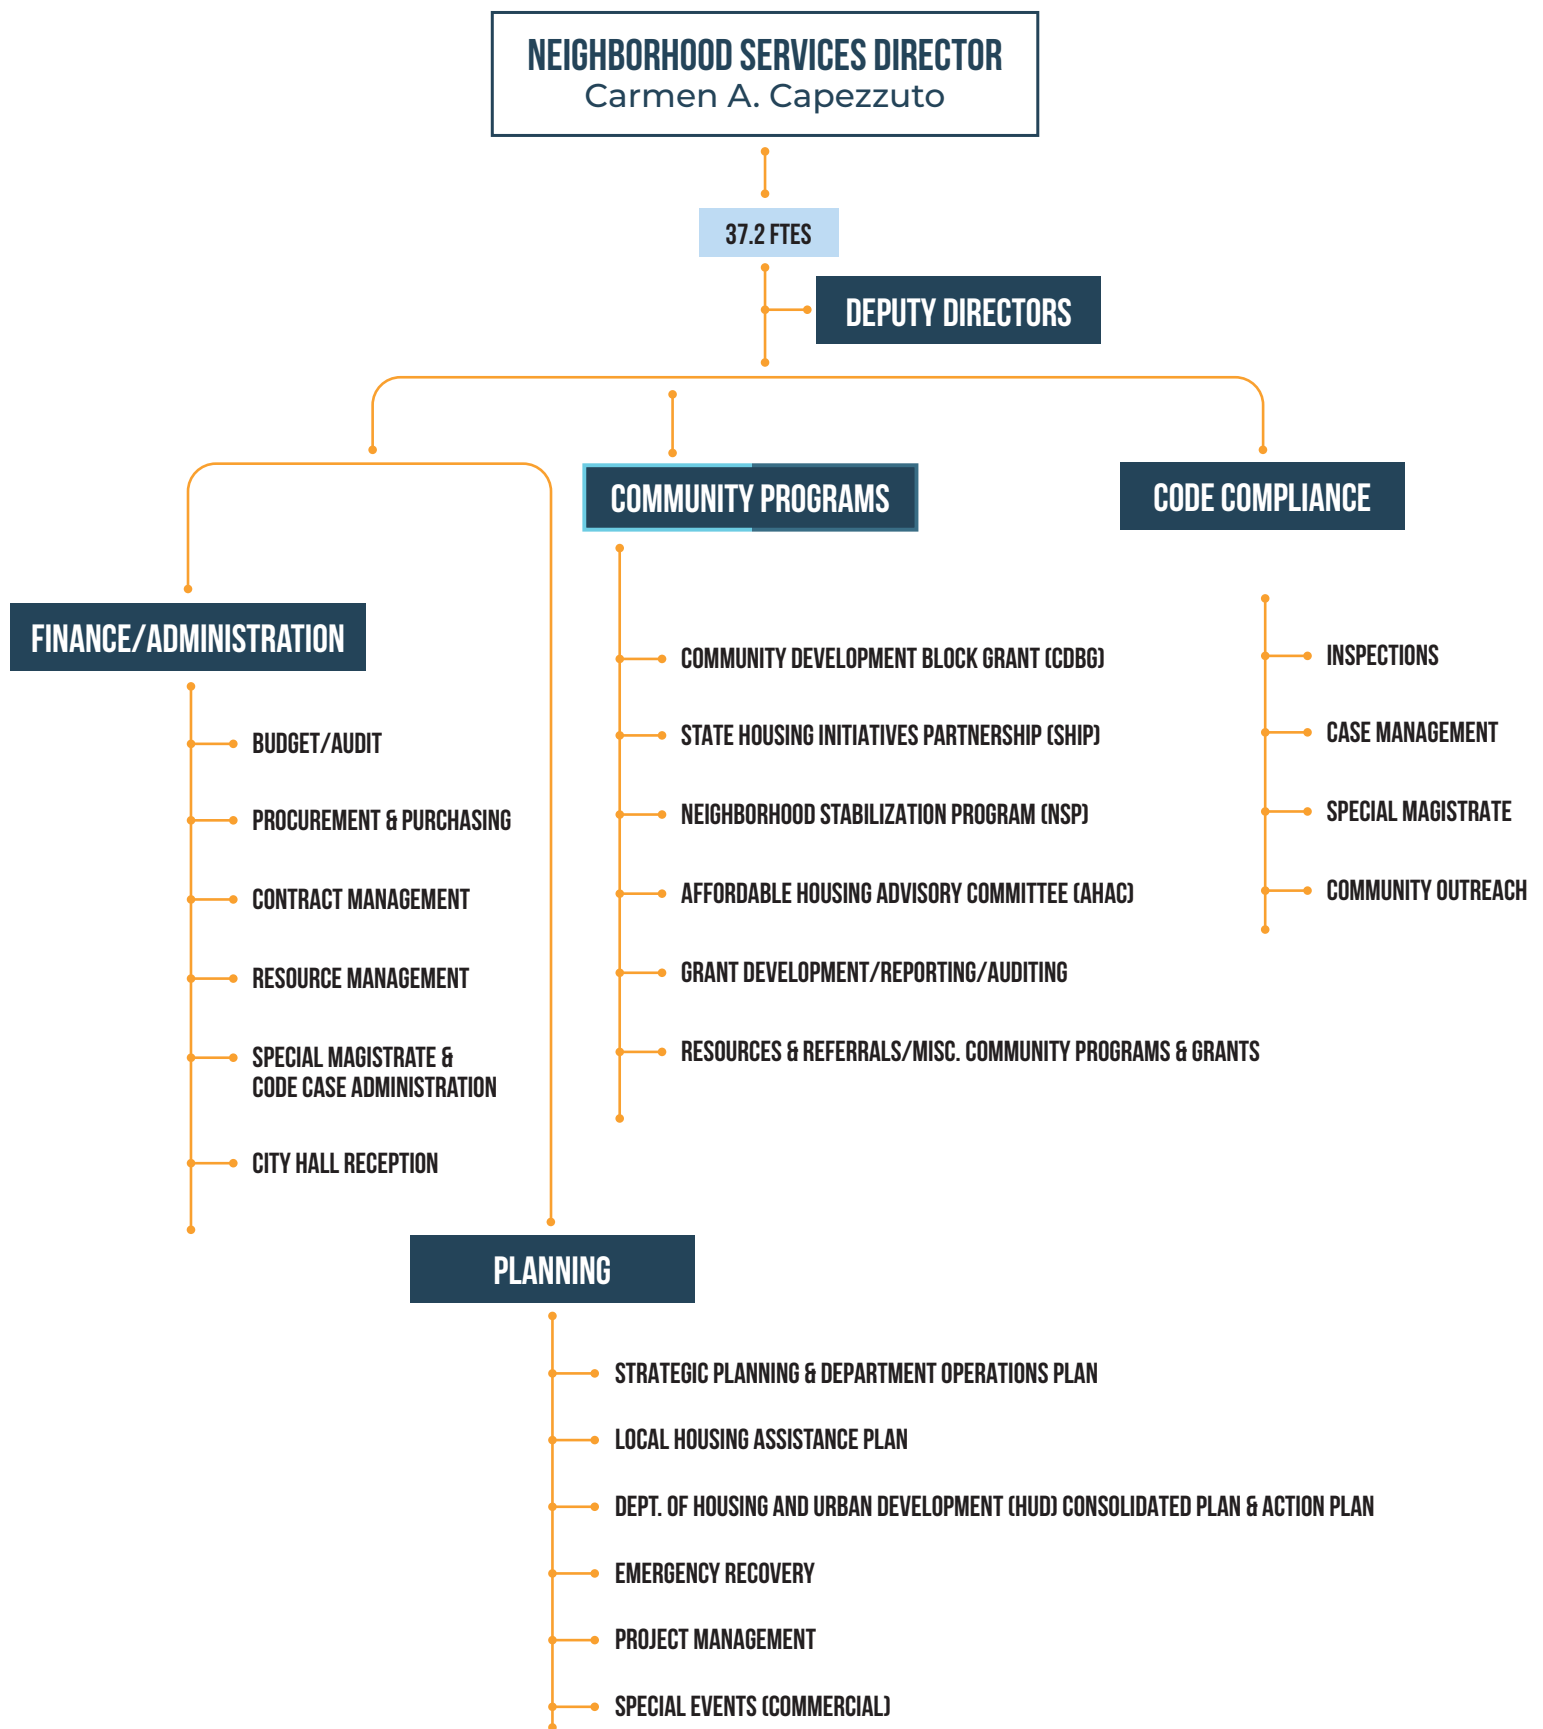 NEIGHBORHOOD SERVICES DIRECTOR
Carmen A. Capezzuto
37.2 FTES
DEPUTY DIRECTORS
FINANCE/ADMINISTRATION
BUDGET/AUDIT
PROCUREMENT & PURCHASING
CONTRACT MANAGEMENT
RESOURCE MANAGEMENT
SPECIAL MAGISTRATE &
CODE CASE ADMINISTRATION
CITY HALL RECEPTION
COMMUNITY PROGRAMS
COMMUNITY DEVELOPMENT BLOCK GRANT (CDBG)
STATE HOUSING INITIATIVES PARTNERSHIP (SHIP)
NEIGHBORHOOD STABILIZATION PROGRAM (NSP)
AFFORDABLE HOUSING ADVISORY COMMITTEE (AHAC)
GRANT DEVELOPMENT/REPORTING/AUDITING
RESOURCES & REFERRALS/MISC. COMMUNITY PROGRAMS & GRANTS
CODE COMPLIANCE
INSPECTIONS
CASE MANAGEMENT
SPECIAL MAGISTRATE
COMMUNITY OUTREACH
PLANNING
STRATEGIC PLANNING & DEPARTMENT OPERATIONS PLAN
LOCAL HOUSING ASSISTANCE PLAN
DEPT. OF HOUSING AND URBAN DEVELOPMENT (HUD) CONSOLIDATED PLAN & ACTION PLAN
EMERGENCY RECOVERY
PROJECT MANAGEMENT
SPECIAL EVENTS (COMMERCIAL)